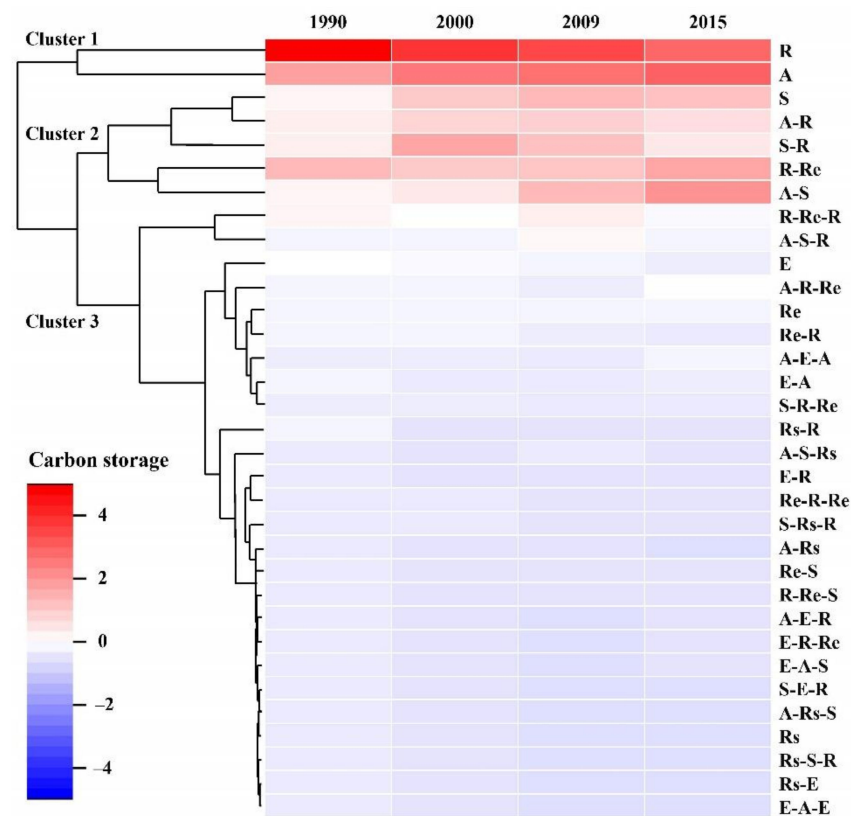 1990 2000 2009 2015
Cluster 1
R
A
S
Cluster 2
A-R
S-R
R-Re
A-S
R-Re-R
A-S-R
E
A-R-Re
Cluster 3
Re
Re-R
A-E-A
E-A
S-R-Re
Rs-R
Carbon storage
A-S-Rs
E-R
Re-R-Re
S-Rs-R
A-Rs
Re-S
R-Re-S
A-E-R
E-R-Re
E-A-S
S-E-R
A-Rs-S
Rs
Rs-S-R
Rs-E
E-A-E
4
2
0
−2
−4